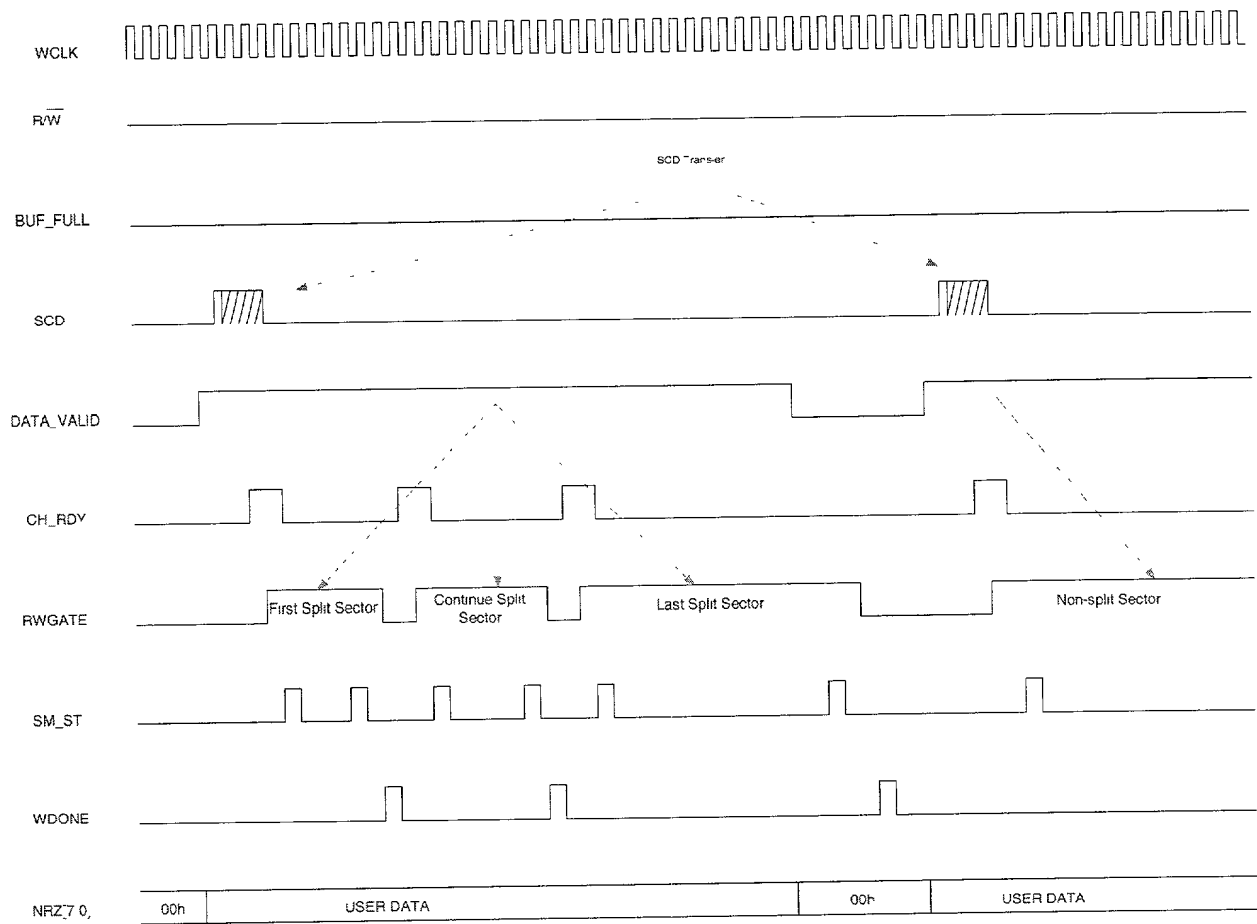 WCLK
R/W
SCD
BUF_FULL
SCD
DATA_VALID
CH_RDY
RWGATE
First Split Sector
Continue Split
Sector
Last Split Sector
Non-split Sector
SM_ST
WDONE
00h
USER DATA
00h
USER DATA